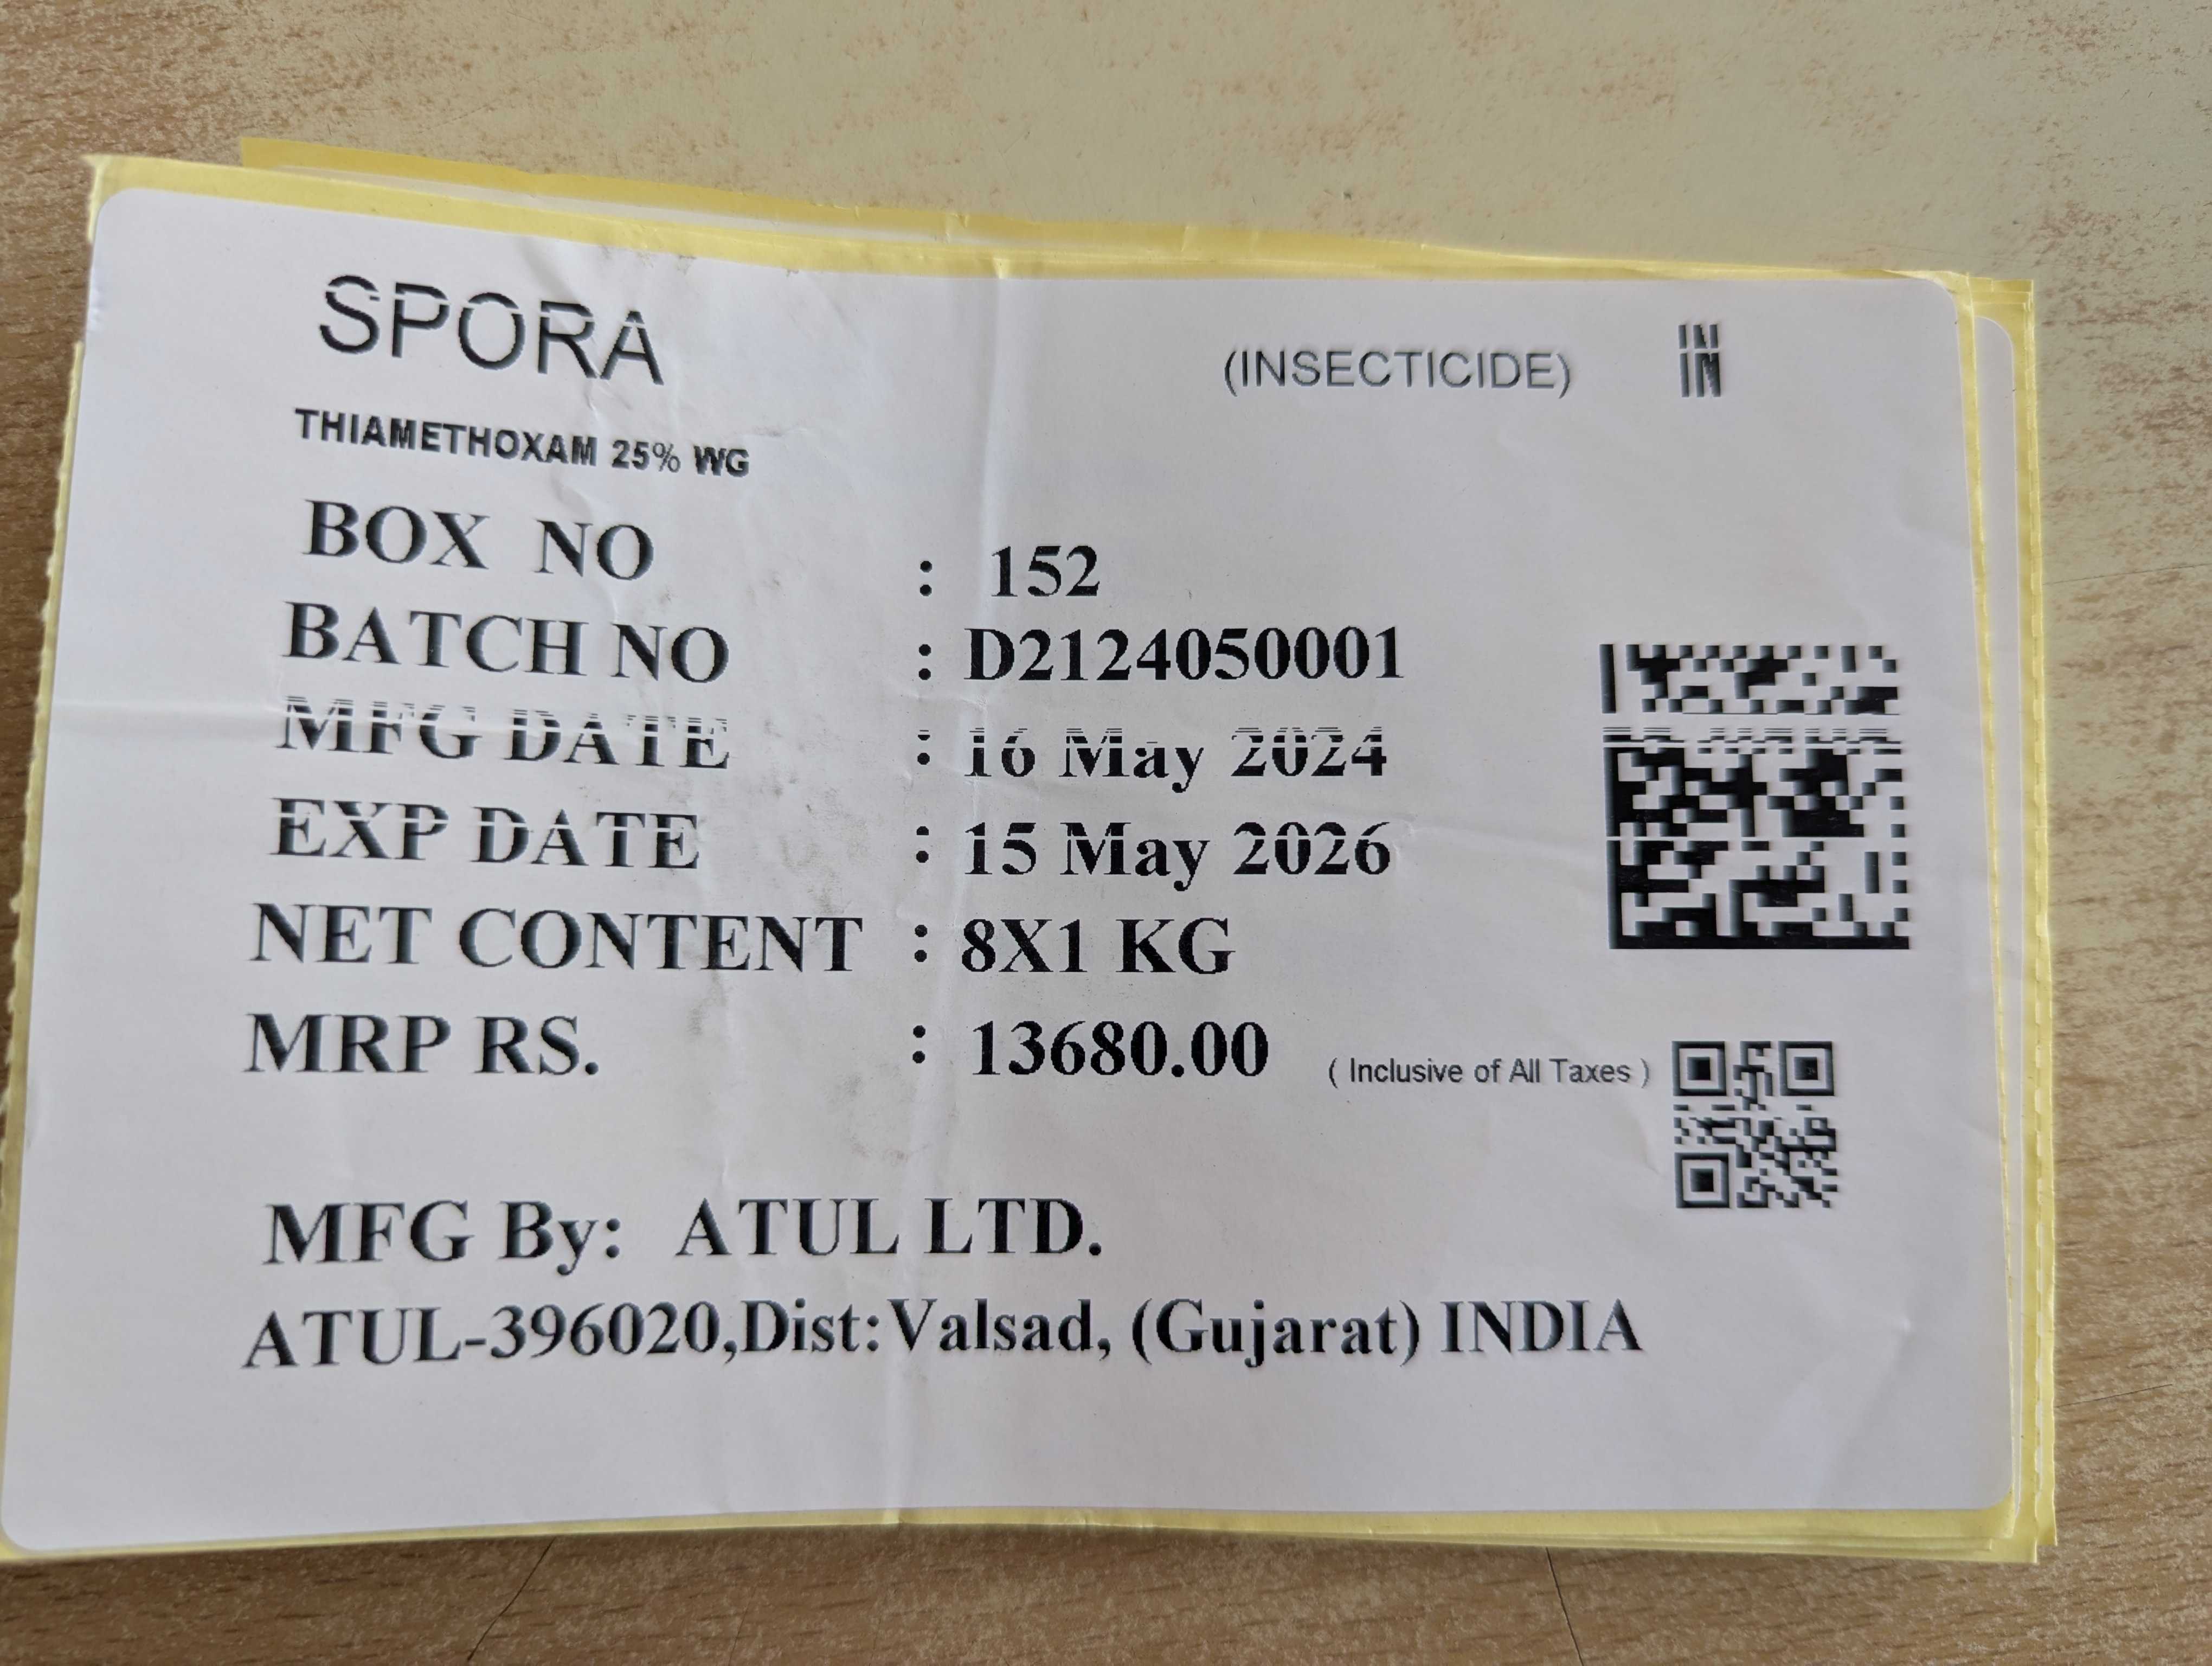 SPORA
(INSECTICIDE) IN
THIAMETHOXAM 25% WG
BOX NO : 152
BATCH NO : D2124050001
MFG DATE : 16 May 2024
EXP DATE : 15 May 2026
NET CONTENT : 8X1 KG
MRP RS. : 13680.00 ( Inclusive of All Taxes )
MFG By: ATUL LTD.
ATUL-396020,Dist:Valsad, (Gujarat) INDIA